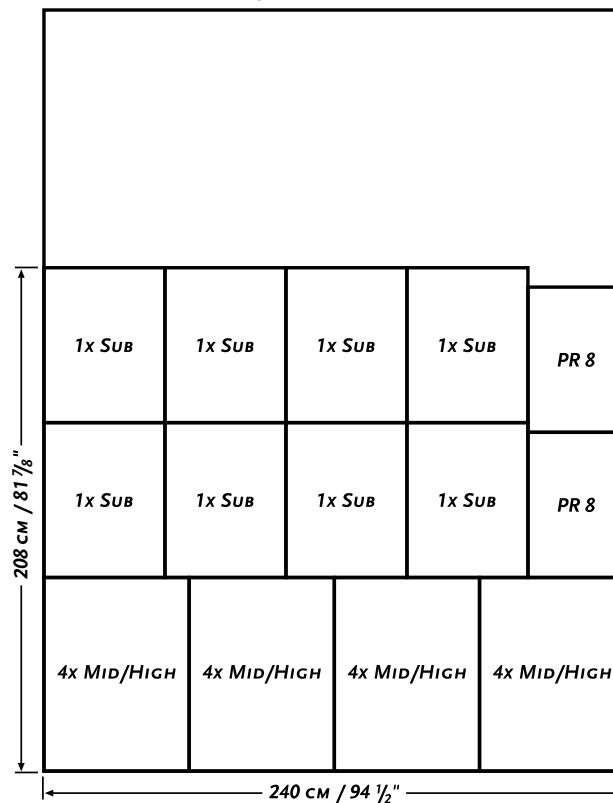 1x Sub 1x Sub 1x Sub 1x Sub
PR 8
1x Sub 1x Sub 1x Sub 1x Sub
PR 8
208 cm / 81 7/8"
4x Mid/High 4x Mid/High 4x Mid/High 4x Mid/High
240 cm / 94 1/2"